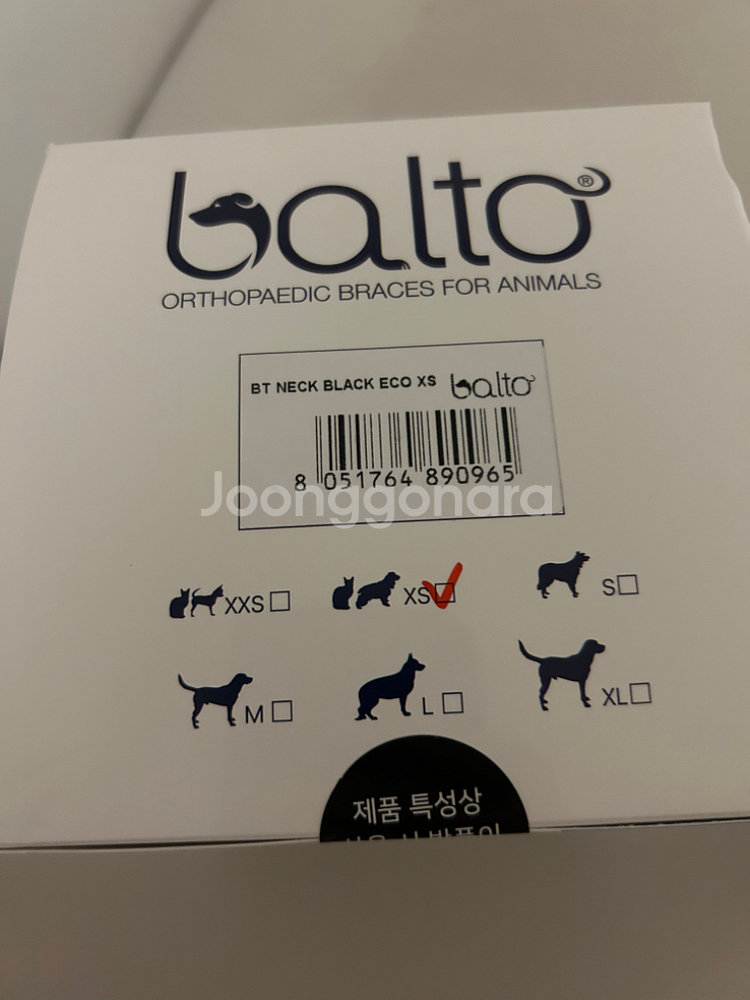 balto®
ORTHOPAEDIC BRACES FOR ANIMALS
BT NECK BLACK ECO XS balto
8 051764 890965
Joonggonara
XXS XS S
M L XL
제품 특성상